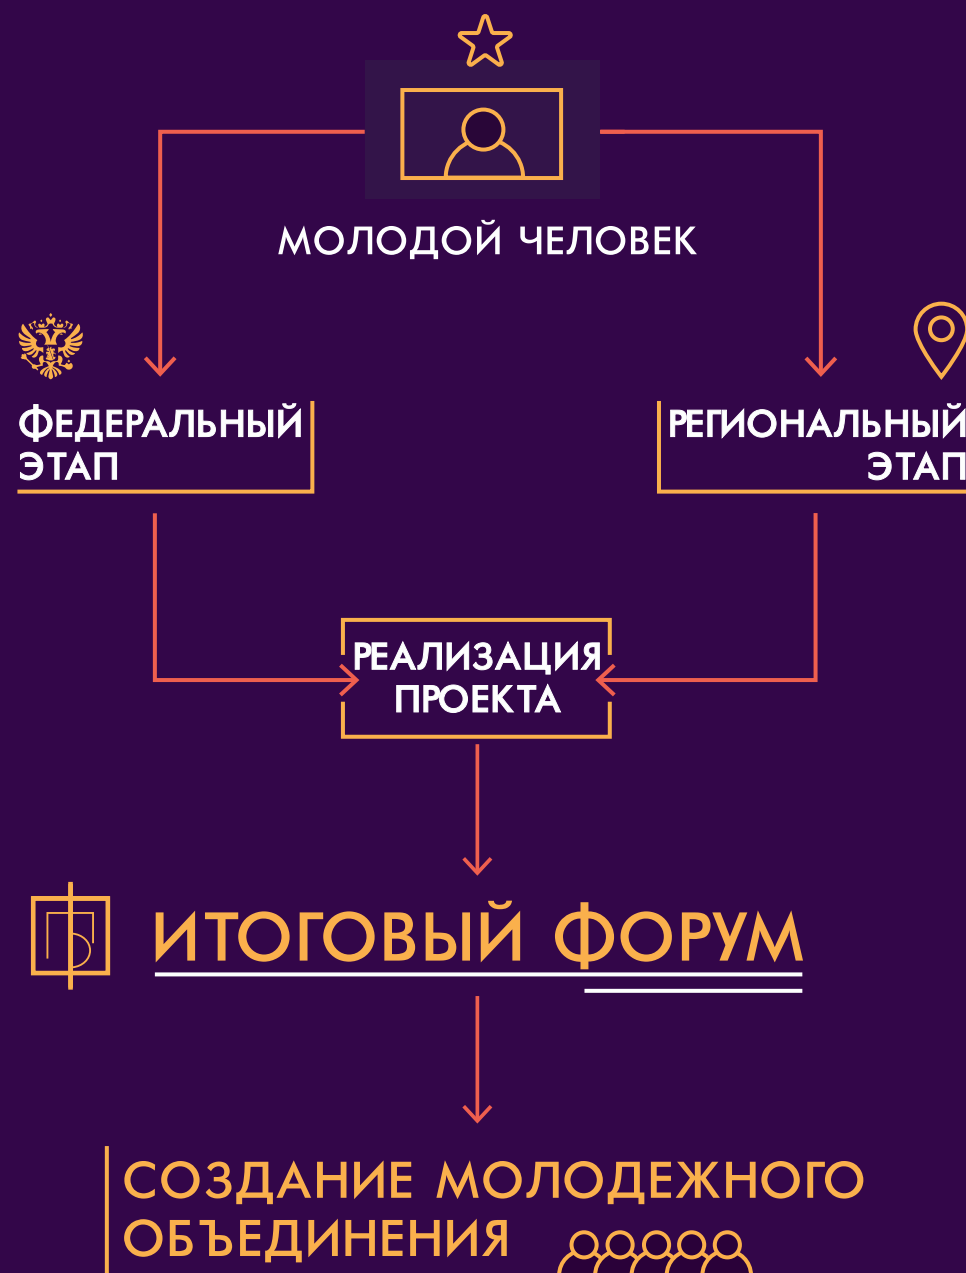 МОЛОДОЙ ЧЕЛОВЕК
ФЕДЕРАЛЬНЫЙ
ЭТАП
РЕГИОНАЛЬНЫЙ
ЭТАП
РЕАЛИЗАЦИЯ
ПРОЕКТА
ИТОГОВЫЙ ФОРУМ
СОЗДАНИЕ МОЛОДЕЖНОГО
ОБЪЕДИНЕНИЯ